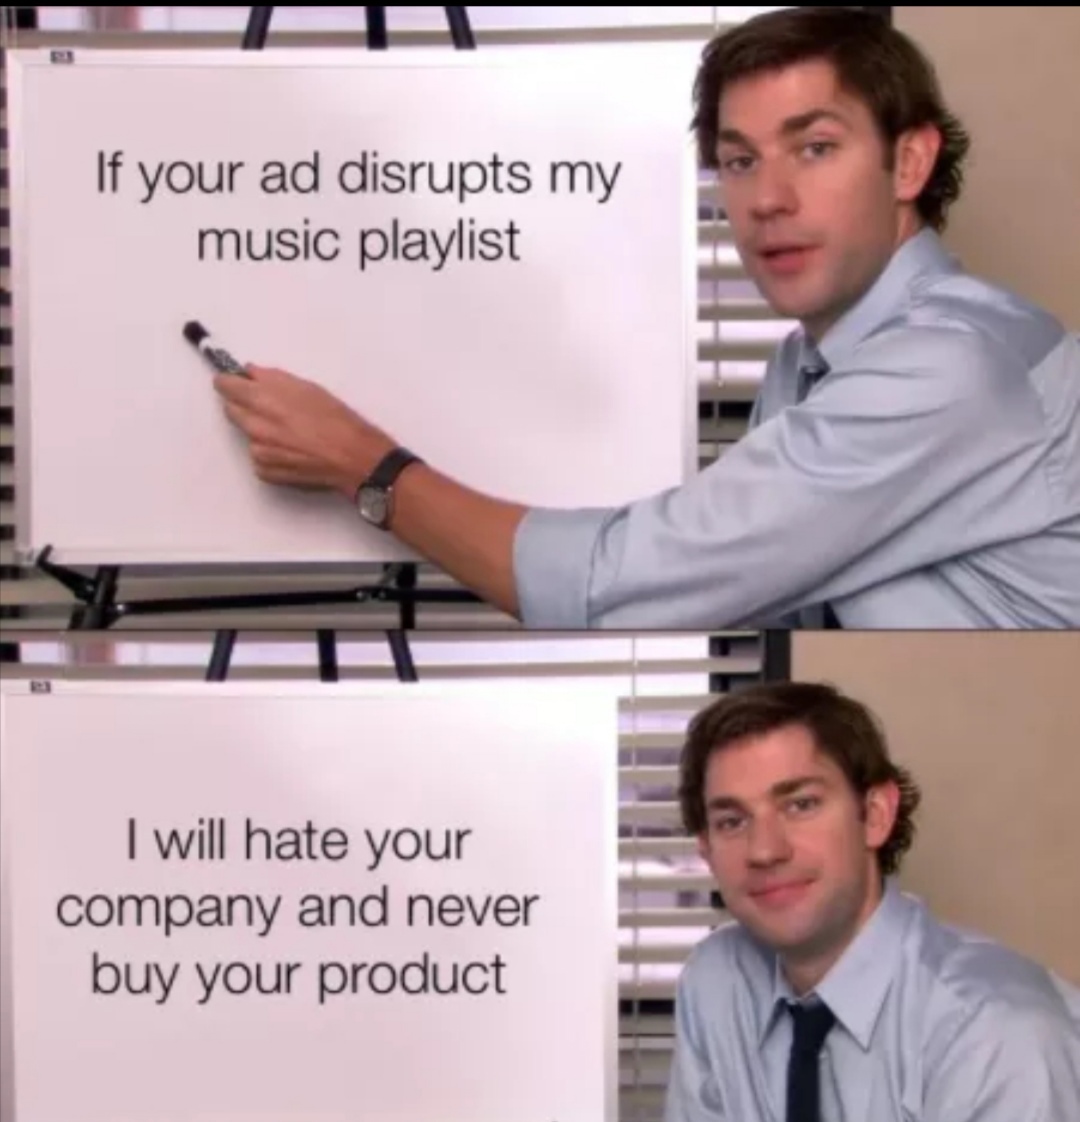 If your ad disrupts my
music playlist
I will hate your
company and never
buy your product